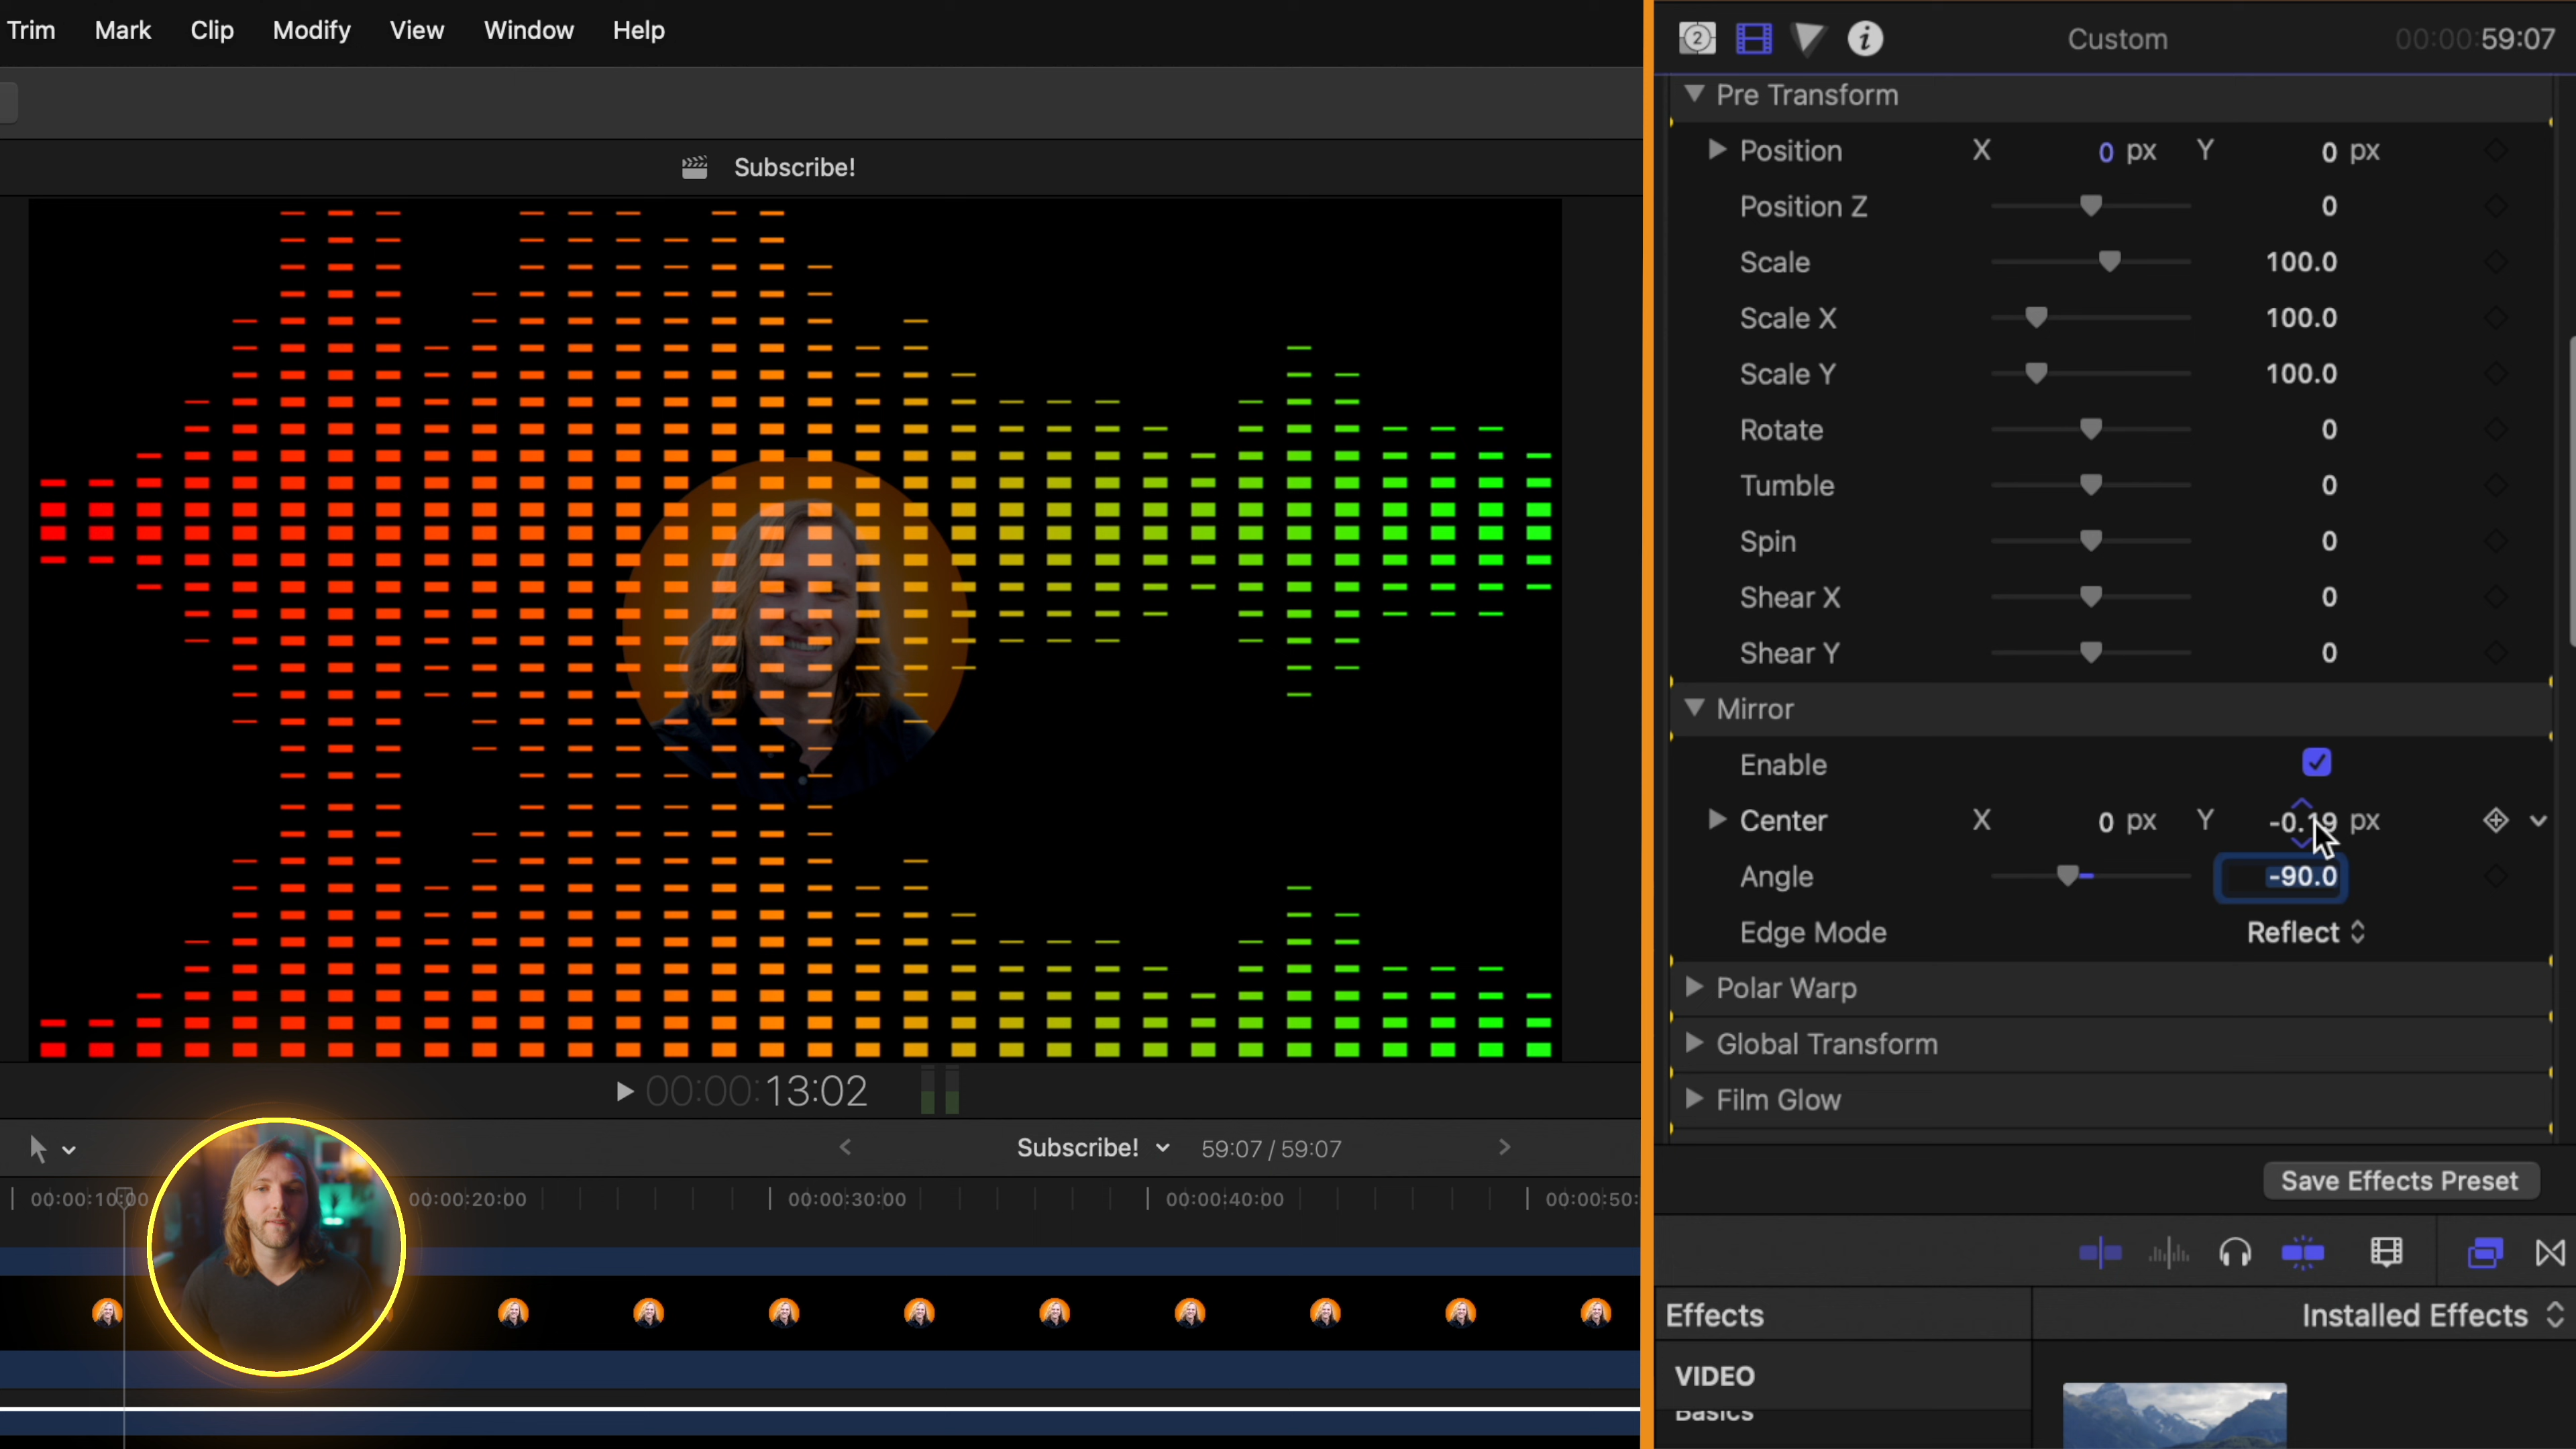 Trim Mark Clip Modify View Window Help
Subscribe!
00:00:13:02
Subscribe! 59:07 / 59:07
00:00:10:00 00:00:20:00 00:00:30:00 00:00:40:00 00:00:50:
2 i Custom 00:00:59:07
Pre Transform
Position X 0 px Y 0 px
Position Z 0
Scale 100.0
Scale X 100.0
Scale Y 100.0
Rotate 0
Tumble 0
Spin 0
Shear X 0
Shear Y 0
Mirror
Enable
Center X 0 px Y -0.19 px
Angle -90.0
Edge Mode Reflect
Polar Warp
Global Transform
Film Glow
Save Effects Preset
Effects Installed Effects
VIDEO
Basics